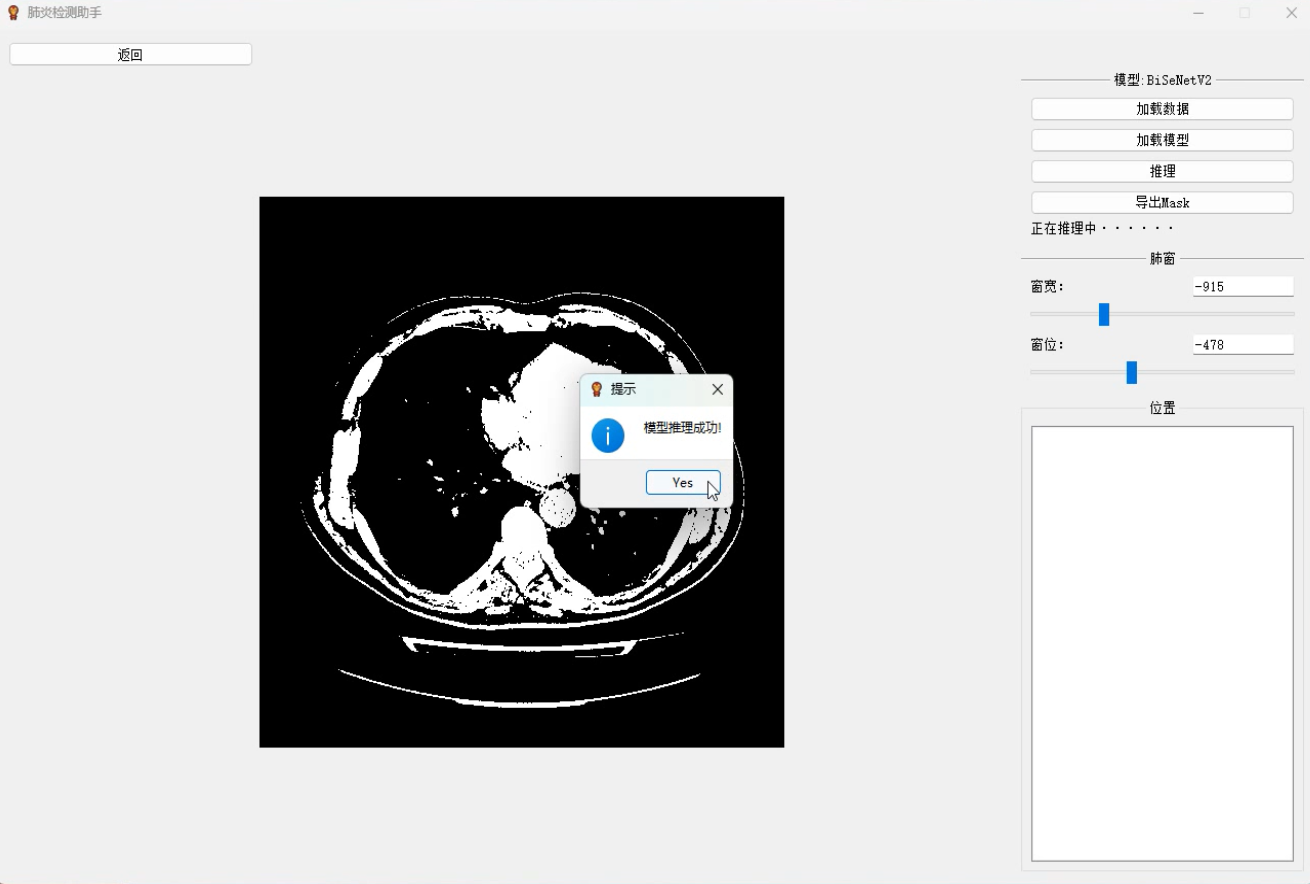 肺炎检测助手
返回
模型:BiSeNetV2
加载数据
加载模型
推理
导出Mask
正在推理中······
肺窗
窗宽:
-915
窗位:
-478
位置
提示
模型推理成功!
Yes